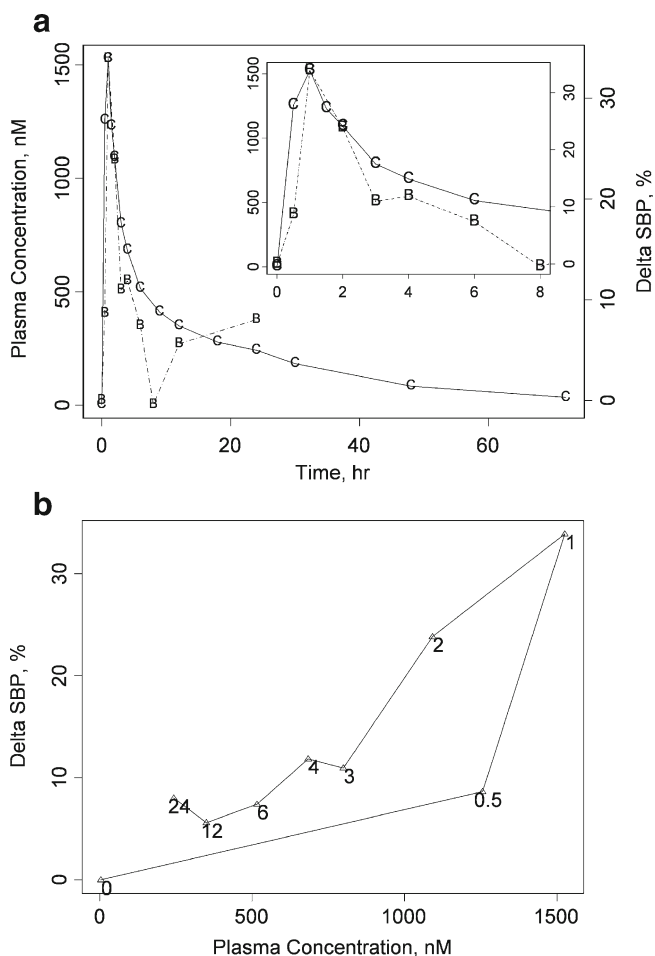 a
Plasma Concentration, nM
0 500 1000 1500
Delta SBP, %
0 10 20 30
0 20 40 60
Time, hr
B C C B B C C B C B C B C B C B C B C C B C C C C
0 500 1000 1500
0 10 20 30
0 2 4 6 8
C B C B C B C C B C B C B C B B
b
Delta SBP, %
0 10 20 30
0 0.5 1 2 3 4 6 12 24
0 500 1000 1500
Plasma Concentration, nM